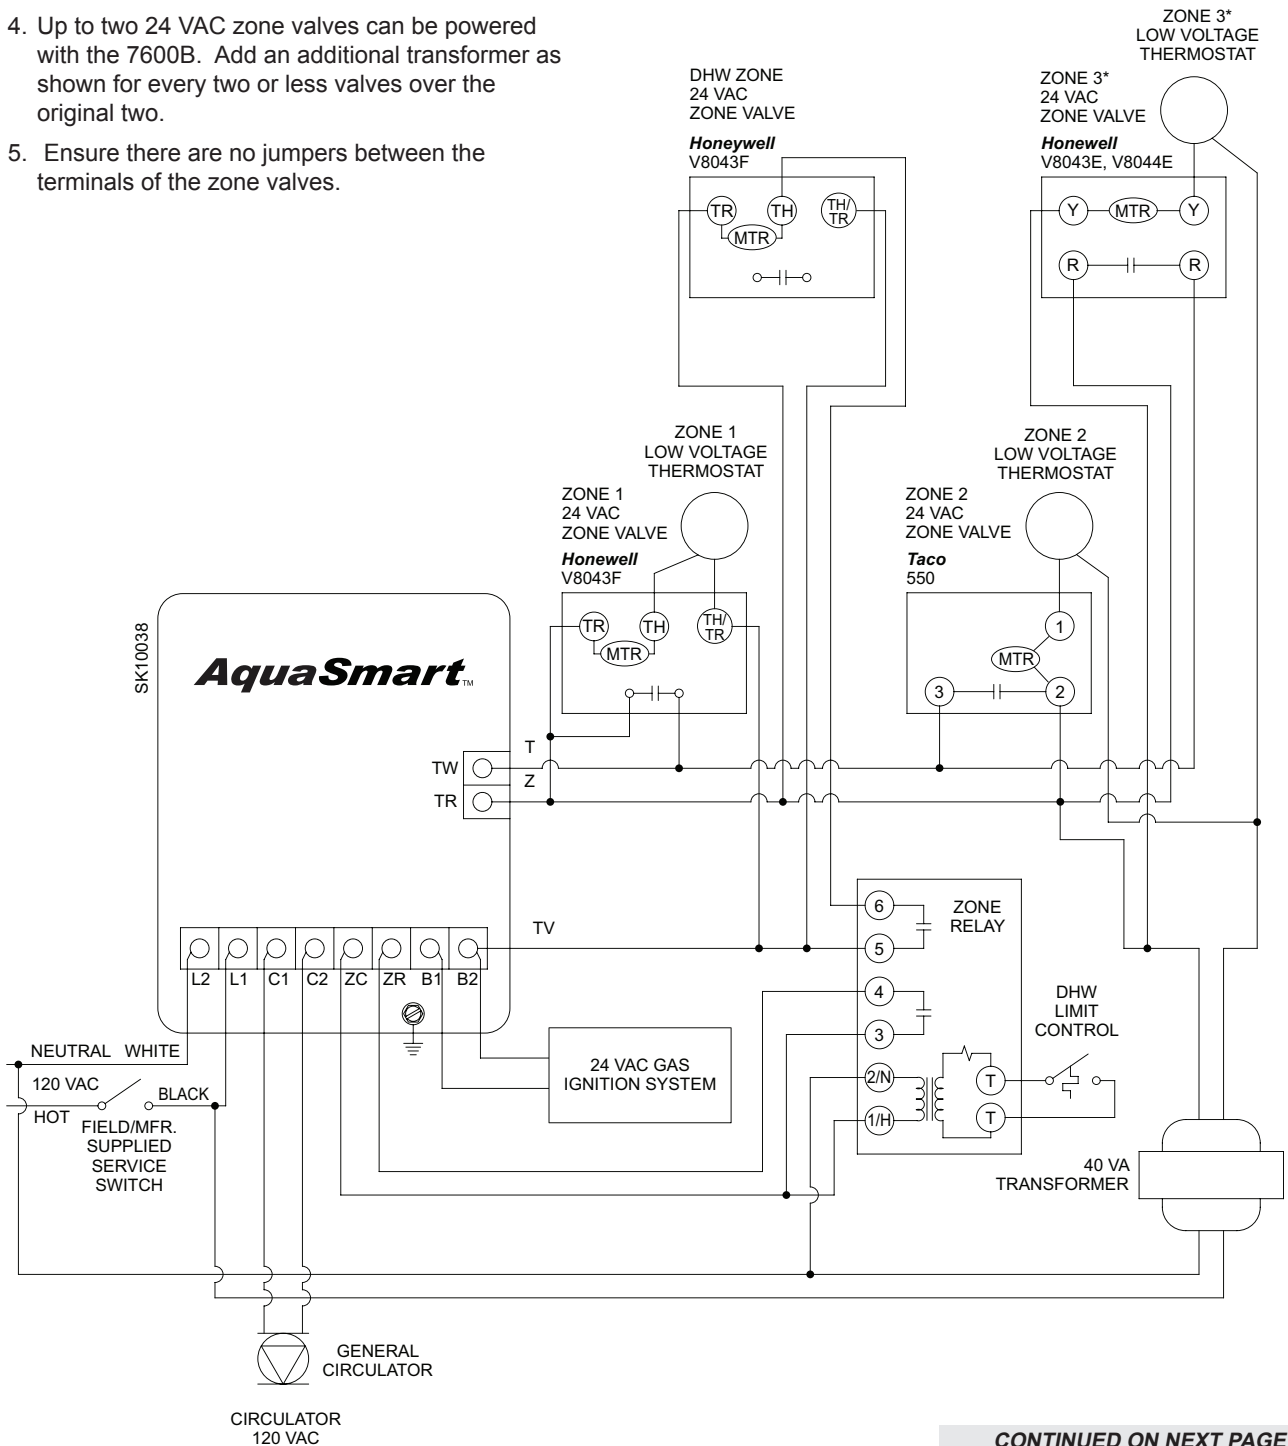 4. Up to two 24 VAC zone valves can be powered
with the 7600B. Add an additional transformer as
shown for every two or less valves over the
original two.
5. Ensure there are no jumpers between the
terminals of the zone valves.
ZONE 3*
LOW VOLTAGE
THERMOSTAT
DHW ZONE
24 VAC
ZONE VALVE
Honeywell
V8043F
TR
TH
TH/
TR
MTR
ZONE 3*
24 VAC
ZONE VALVE
Honewell
V8043E, V8044E
Y
MTR
Y
R
R
ZONE 1
LOW VOLTAGE
THERMOSTAT
ZONE 1
24 VAC
ZONE VALVE
Honewell
V8043F
TR
TH
TH/
TR
MTR
ZONE 2
LOW VOLTAGE
THERMOSTAT
ZONE 2
24 VAC
ZONE VALVE
Taco
550
1
MTR
3
2
SK10038
AquaSmart™
T
TW
Z
TR
TV
L2
L1
C1
C2
ZC
ZR
B1
B2
6
ZONE
RELAY
5
4
3
2/N
1/H
T
T
DHW
LIMIT
CONTROL
24 VAC GAS
IGNITION SYSTEM
NEUTRAL WHITE
120 VAC
BLACK
HOT
FIELD/MFR.
SUPPLIED
SERVICE
SWITCH
40 VA
TRANSFORMER
GENERAL
CIRCULATOR
CIRCULATOR
120 VAC
CONTINUED ON NEXT PAGE